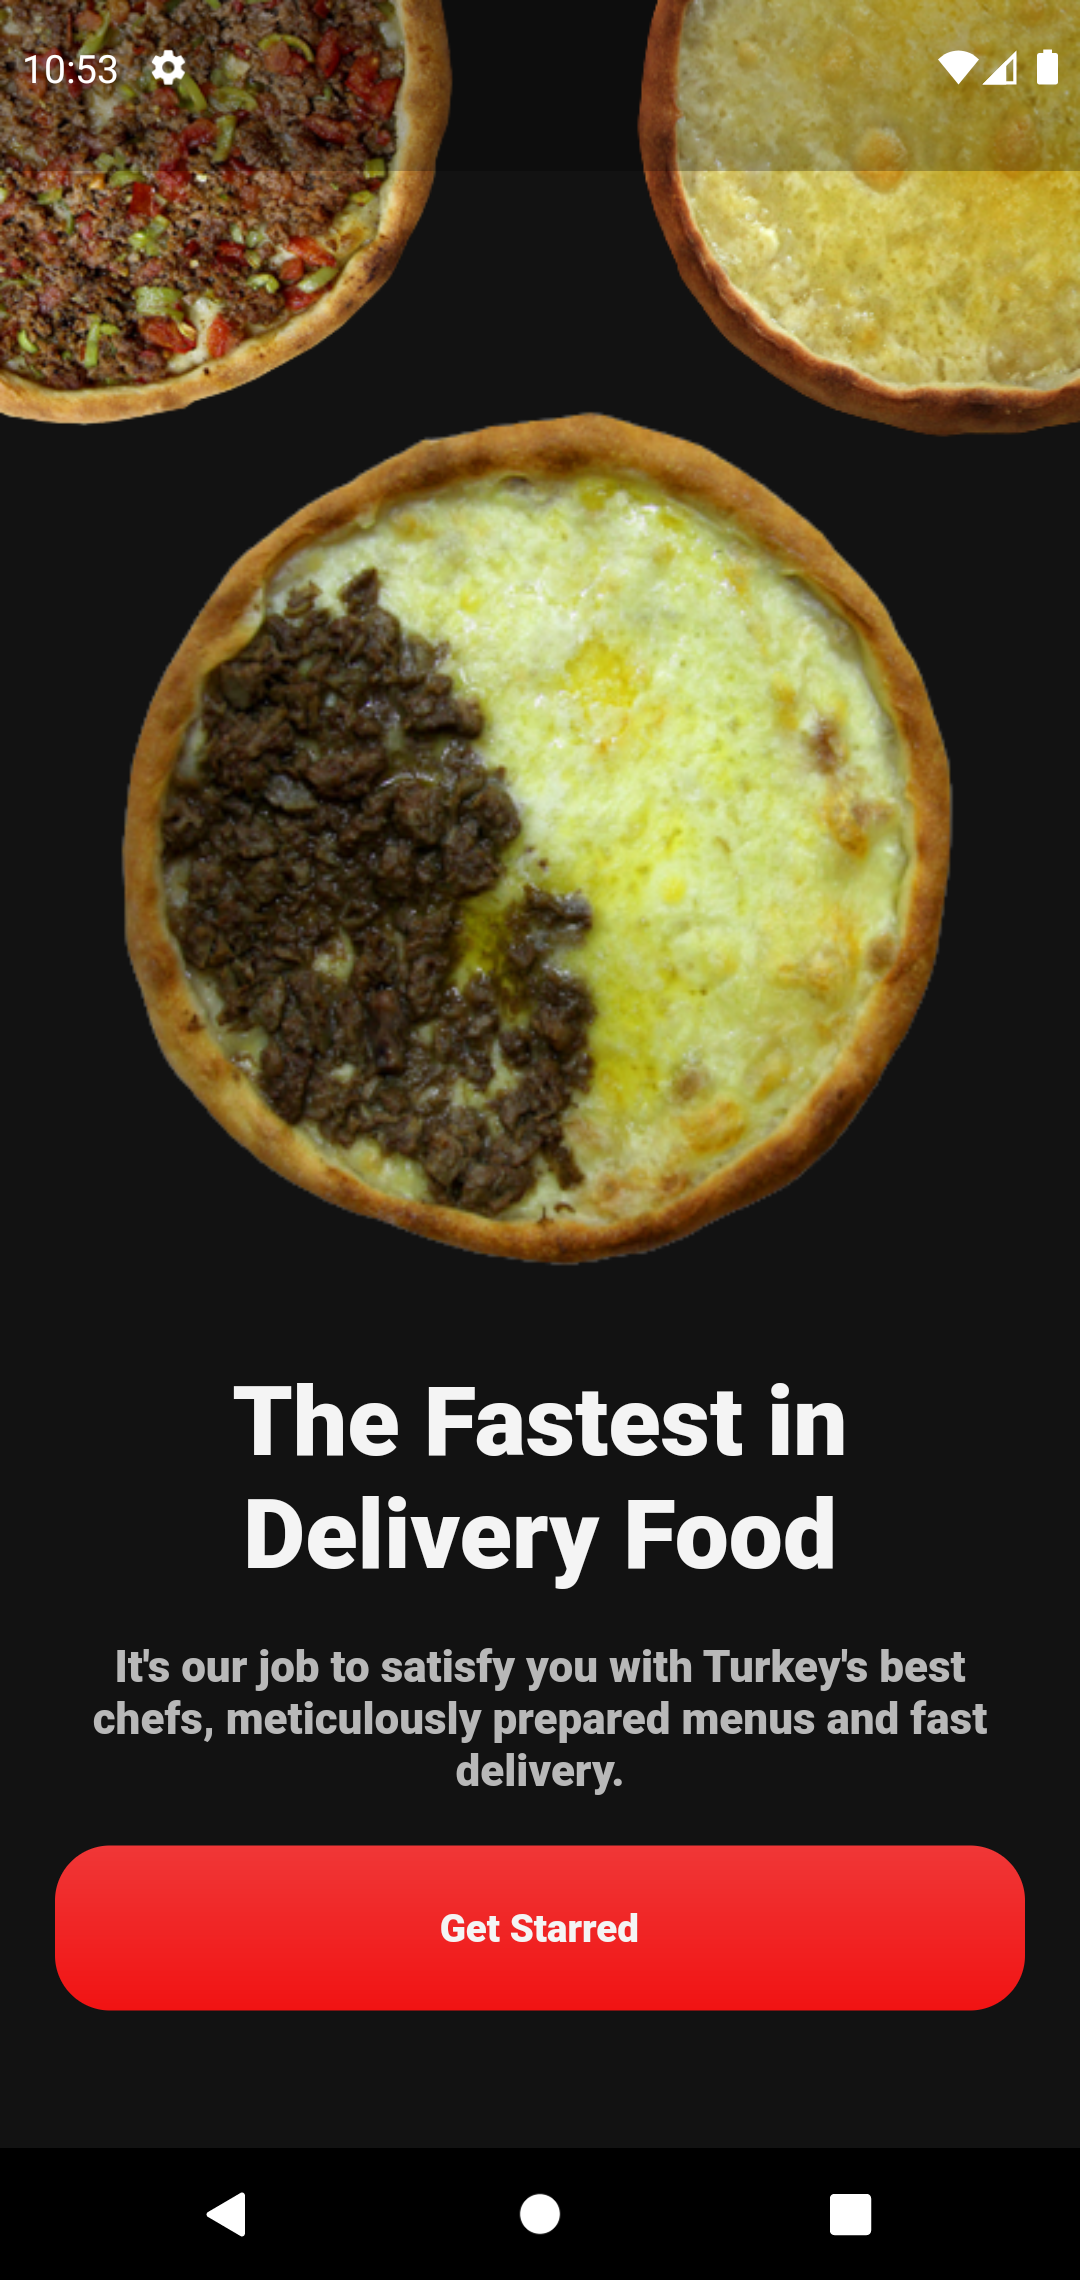 10:53
The Fastest in
Delivery Food
It's our job to satisfy you with Turkey's best
chefs, meticulously prepared menus and fast
delivery.
Get Starred